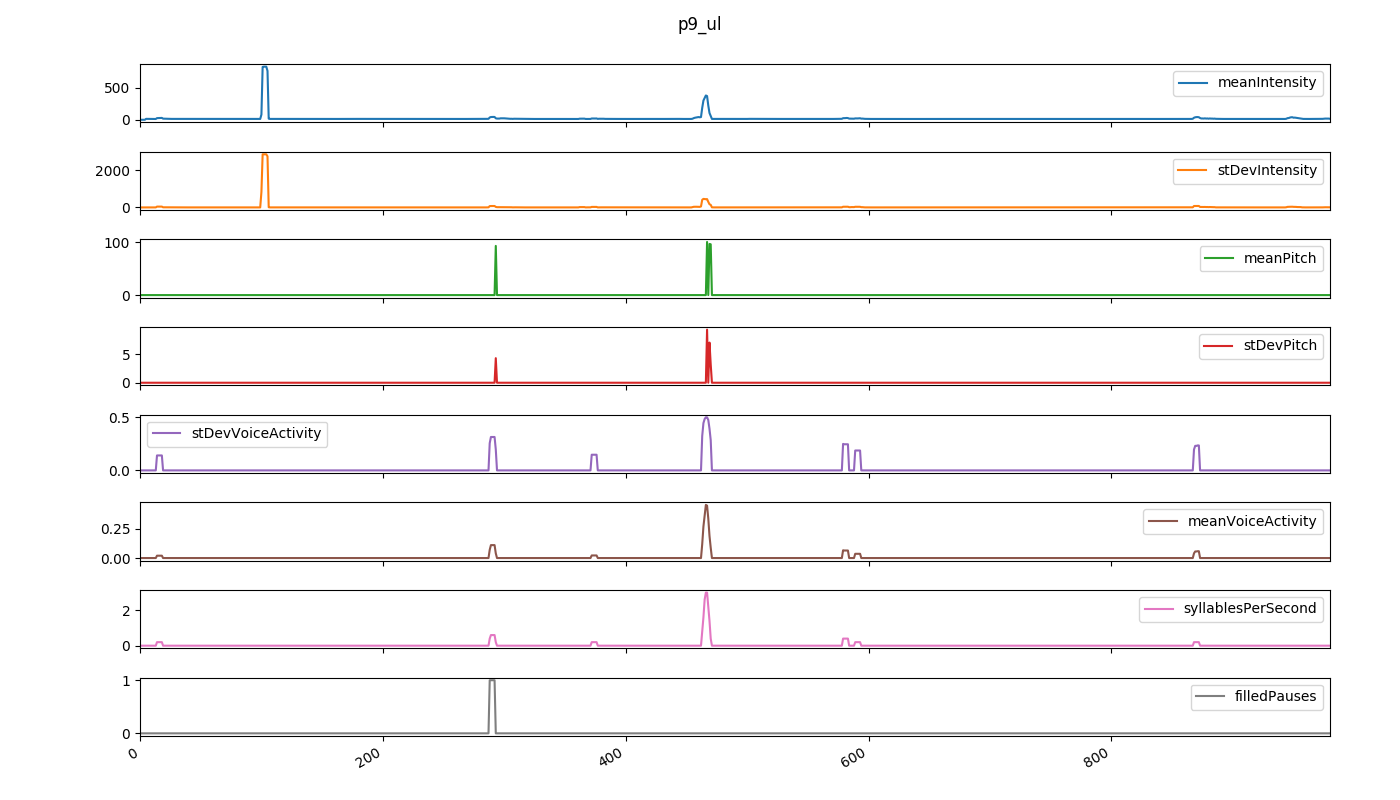 p9_ul
500
0
meanIntensity
2000
0
stDevIntensity
100
0
meanPitch
5
0
stDevPitch
0.5
0.0
stDevVoiceActivity
0.25
0.00
meanVoiceActivity
2
0
syllablesPerSecond
1
0
filledPauses
0
200
400
600
800